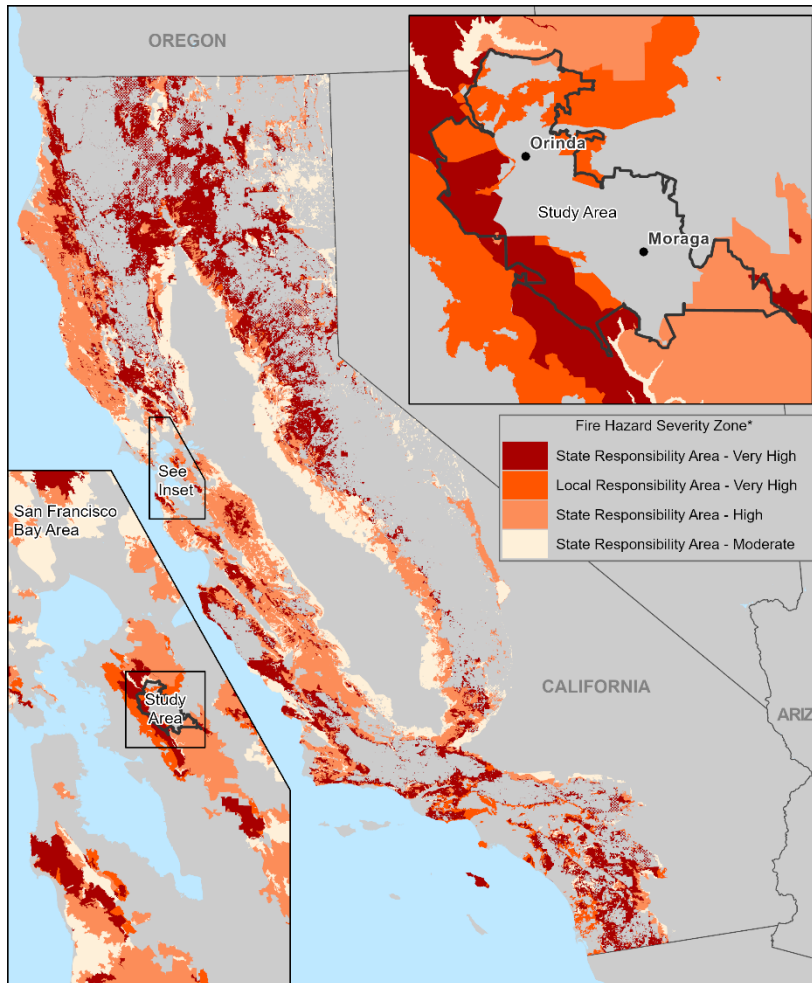 OREGON
Orinda
Study Area
Moraga
Fire Hazard Severity Zone*
State Responsibility Area - Very High
Local Responsibility Area - Very High
State Responsibility Area - High
State Responsibility Area - Moderate
See
Inset
San Francisco
Bay Area
Study
Area
CALIFORNIA
ARIZ